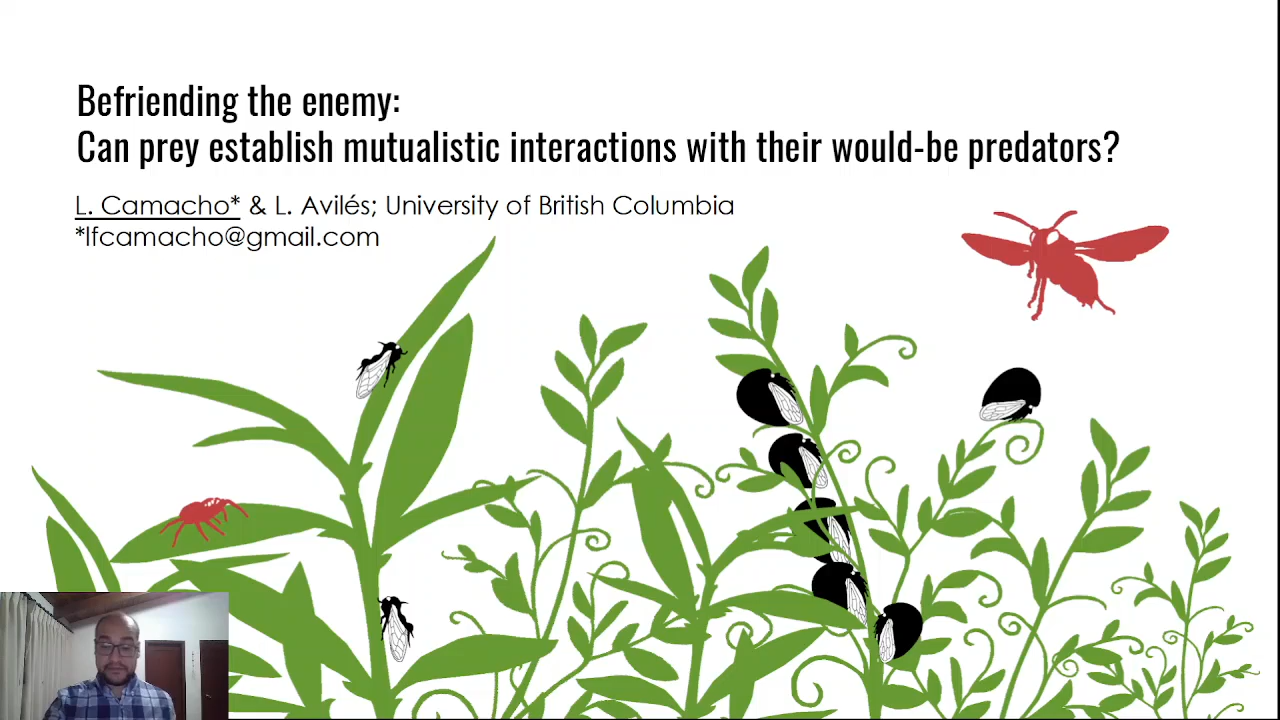 Befriending the enemy:
Can prey establish mutualistic interactions with their would-be predators?
L. Camacho* & L. Avilés; University of British Columbia
*lfcamacho@gmail.com